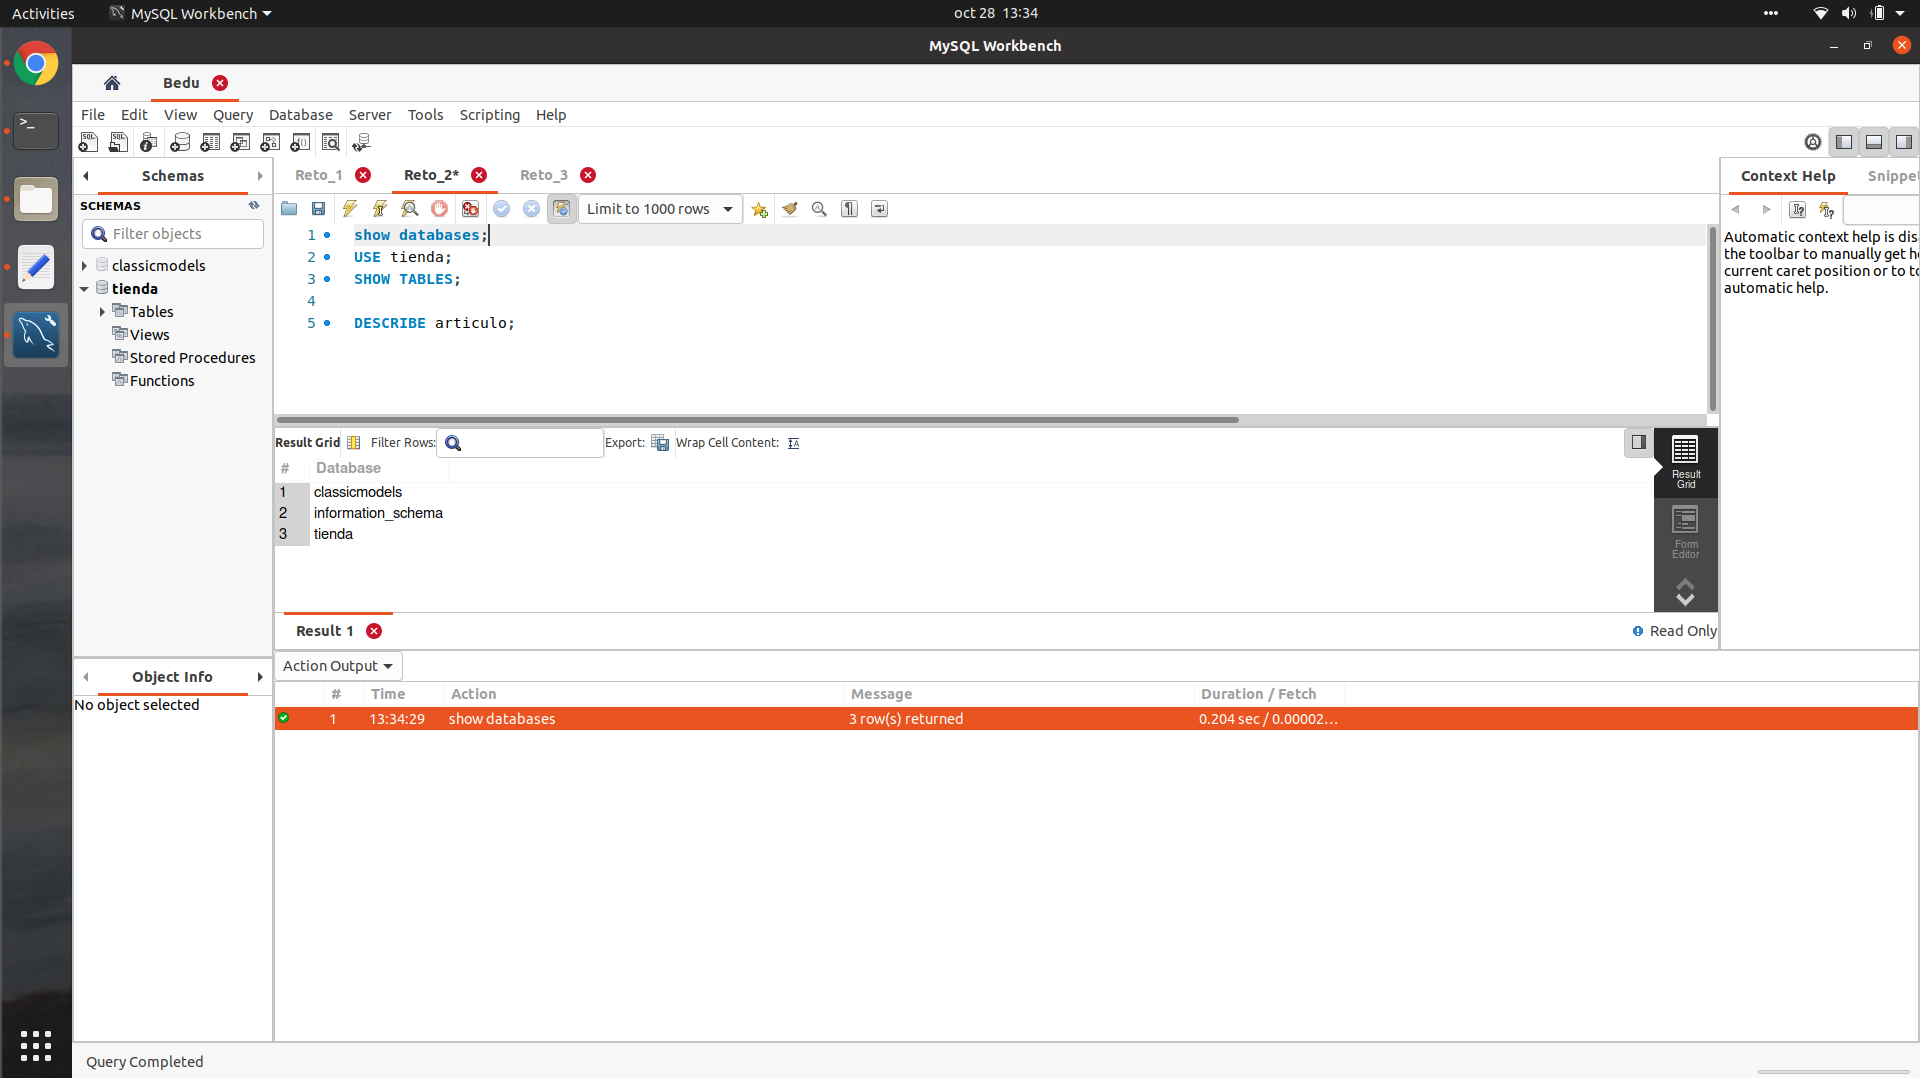 Activities MySQL Workbench oct 28 13:34
MySQL Workbench
Bedu
File Edit View Query Database Server Tools Scripting Help
Schemas
Reto_1 Reto_2* Reto_3
Context Help Snippet
SCHEMAS
Limit to 1000 rows
Filter objects
1 show databases;
2 USE tienda;
3 SHOW TABLES;
4
5 DESCRIBE articulo;
Automatic context help is dis
the toolbar to manually get h
current caret position or to to
automatic help.
classicmodels
tienda
Tables
Views
Stored Procedures
Functions
Result Grid Filter Rows: Export: Wrap Cell Content:
# Database
1 classicmodels
2 information_schema
3 tienda
Result
Grid
Form
Editor
Result 1 Read Only
Object Info
No object selected
Action Output
# Time Action Message Duration / Fetch
1 13:34:29 show databases 3 row(s) returned 0.204 sec / 0.00002...
Query Completed